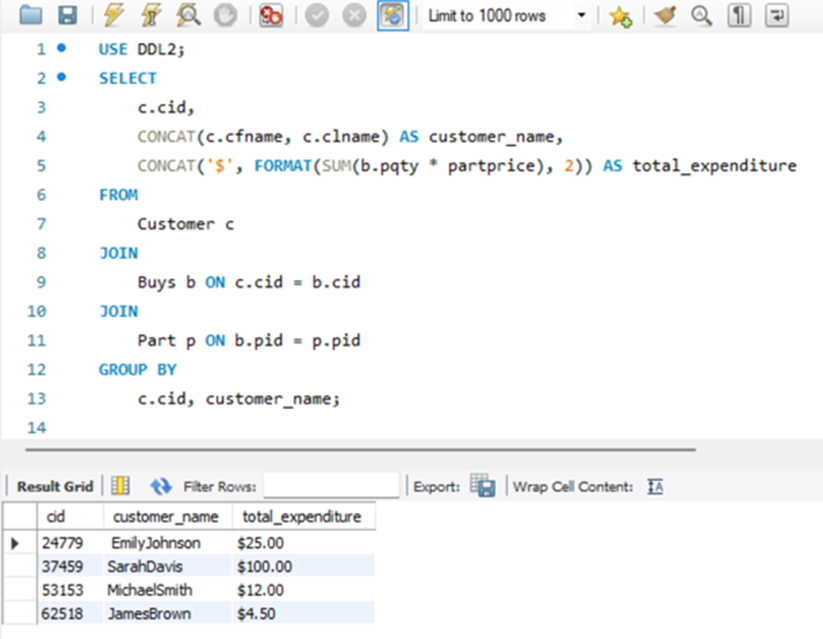 Limit to 1000 rows
1 USE DDL2;
2 SELECT
3 c.cid,
4 CONCAT(c.cfname, c.clname) AS customer_name,
5 CONCAT('$', FORMAT(SUM(b.pqty * partprice), 2)) AS total_expenditure
6 FROM
7 Customer c
8 JOIN
9 Buys b ON c.cid = b.cid
10 JOIN
11 Part p ON b.pid = p.pid
12 GROUP BY
13 c.cid, customer_name;
14
Result Grid Filter Rows: Export: Wrap Cell Content: IA
cid customer_name total_expenditure
24779 EmilyJohnson $25.00
37459 SarahDavis $100.00
53153 MichaelSmith $12.00
62518 JamesBrown $4.50